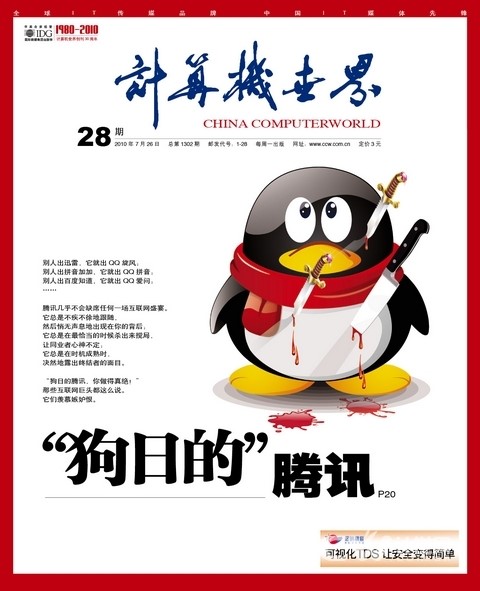 全球IT传媒品牌 中国IT媒体先锋
IDG 1980-2010
計算機世界
CHINA COMPUTERWORLD
28期
2010年7月26日 总第1302期 邮发代号：1-28 每周一出版 网址：www.ccw.com.cn 定价3元
别人出迅雷，它就出QQ旋风；
别人出拼音加加，它就出QQ拼音；
别人出百度知道，它就出QQ爱问；
……
腾讯几乎不会缺席任何一场互联网盛宴。
它总是不疾不徐地跟随，
然后悄无声息地出现在你的背后；
它总是在最恰当的时候杀出来搅局，
让同业者心神不定；
它总是在时机成熟时，
决然地露出终结者的面目。
“狗日的腾讯，你做得真绝！”
那些互联网巨头都这么说。
它们羡慕嫉妒恨。
“狗日的”
腾讯 P20
可视化TDS 让安全变得简单